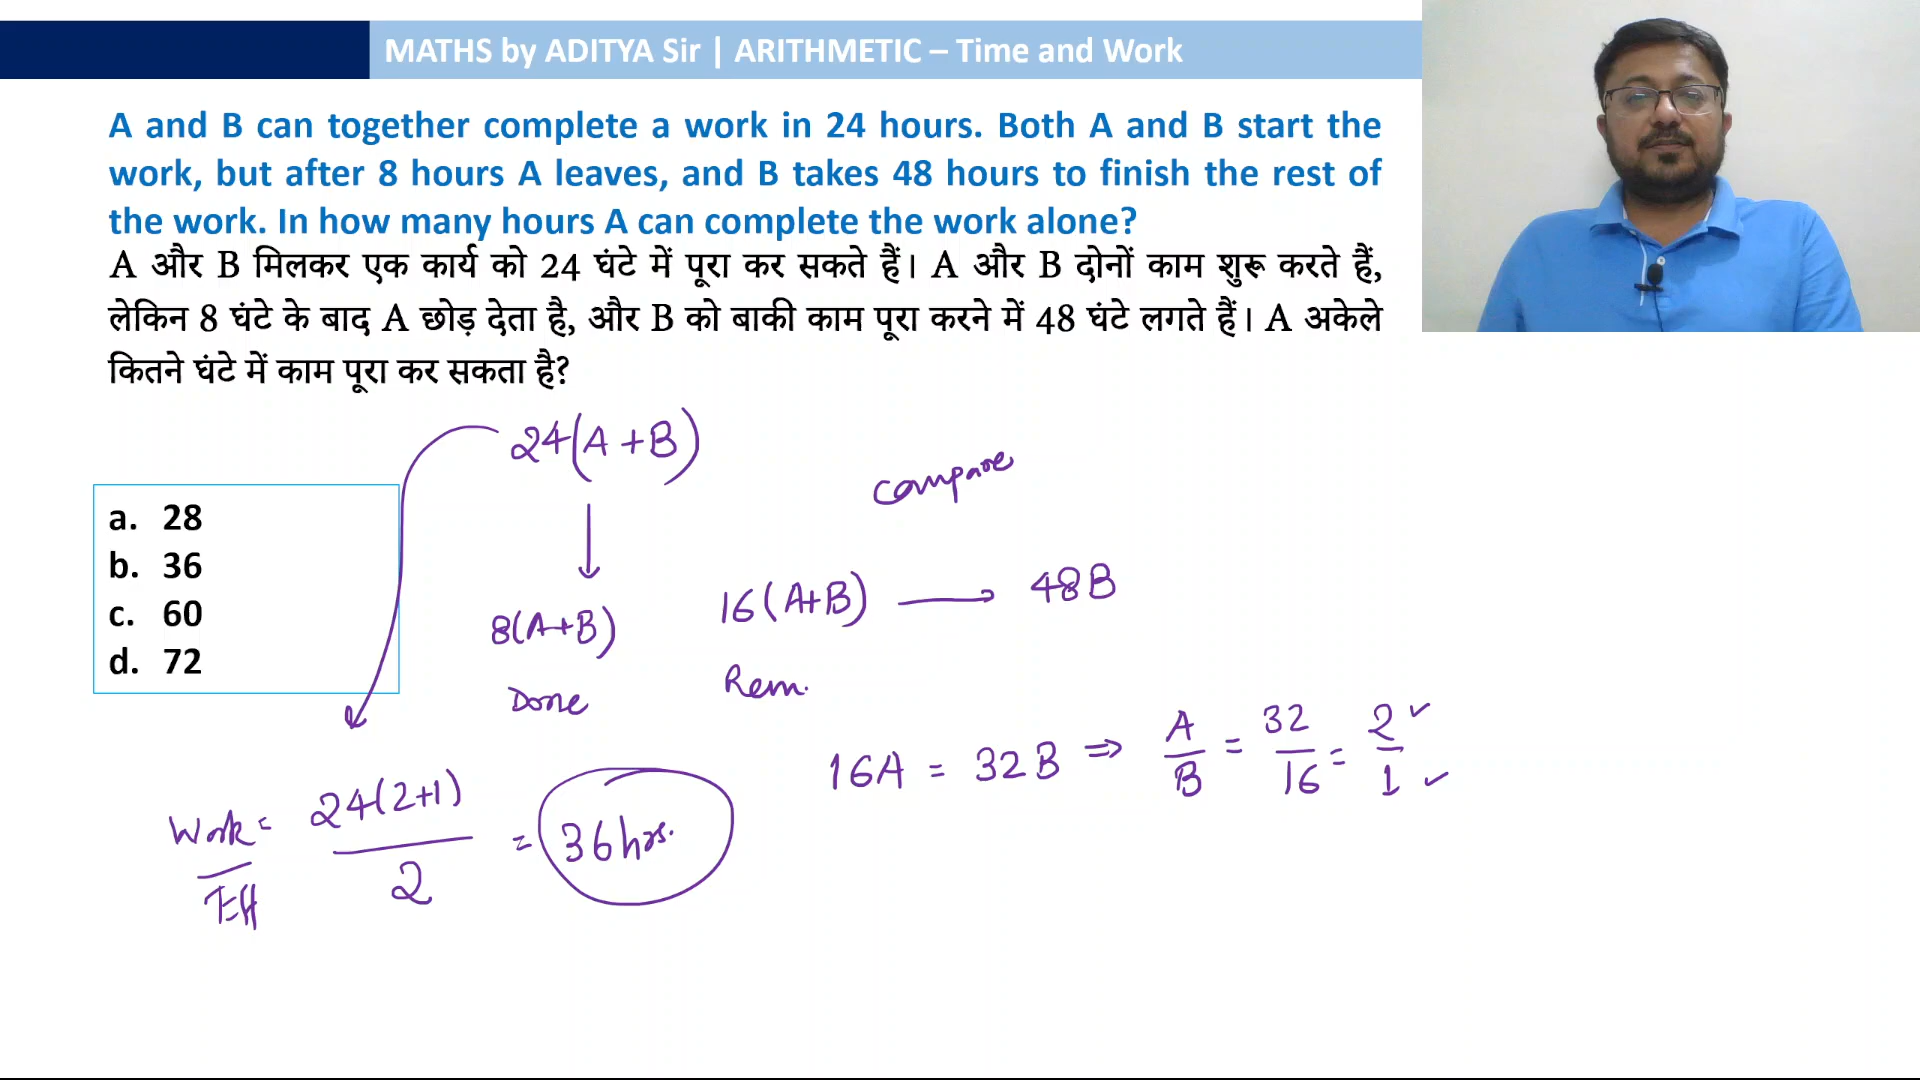 MATHS by ADITYA Sir | ARITHMETIC – Time and Work
A and B can together complete a work in 24 hours. Both A and B start the
work, but after 8 hours A leaves, and B takes 48 hours to finish the rest of
the work. In how many hours A can complete the work alone?
A और B मिलकर एक कार्य को 24 घंटे में पूरा कर सकते हैं। A और B दोनों काम शुरू करते हैं,
लेकिन 8 घंटे के बाद A छोड़ देता है, और B को बाकी काम पूरा करने में 48 घंटे लगते हैं। A अकेले
कितने घंटे में काम पूरा कर सकता है?
a. 28
b. 36
c. 60
d. 72
24(A+B)
Compare
8(A+B)
Done
16(A+B) → 48B
Rem.
16A = 32B ⇒ A/B = 32/16 = 2/1
Work/Eff = 24(2+1)/2 = 36 hrs.